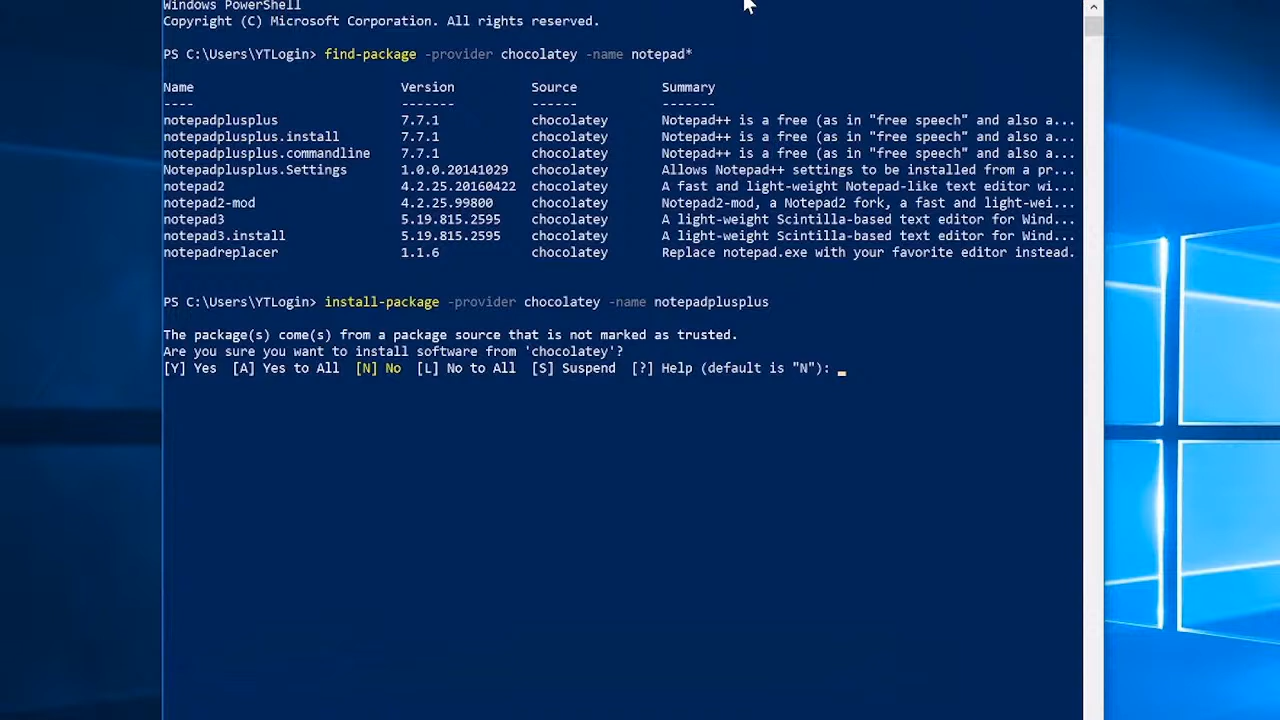 Windows PowerShell
Copyright (C) Microsoft Corporation. All rights reserved.
PS C:\Users\YTLogin> find-package -provider chocolatey -name notepad*
Name Version Source Summary
---- ------- ------ -------
notepadplusplus 7.7.1 chocolatey Notepad++ is a free (as in "free speech" and also a...
notepadplusplus.install 7.7.1 chocolatey Notepad++ is a free (as in "free speech" and also a...
notepadplusplus.commandline 7.7.1 chocolatey Notepad++ is a free (as in "free speech" and also a...
Notepadplusplus.Settings 1.0.0.20141029 chocolatey Allows Notepad++ settings to be installed from a pr...
notepad2 4.2.25.20160422 chocolatey A fast and light-weight Notepad-like text editor wi...
notepad2-mod 4.2.25.99800 chocolatey Notepad2-mod, a Notepad2 fork, a fast and light-wei...
notepad3 5.19.815.2595 chocolatey A light-weight Scintilla-based text editor for Wind...
notepad3.install 5.19.815.2595 chocolatey A light-weight Scintilla-based text editor for Wind...
notepadreplacer 1.1.6 chocolatey Replace notepad.exe with your favorite editor instead.
PS C:\Users\YTLogin> install-package -provider chocolatey -name notepadplusplus
The package(s) come(s) from a package source that is not marked as trusted.
Are you sure you want to install software from 'chocolatey'?
[Y] Yes [A] Yes to All [N] No [L] No to All [S] Suspend [?] Help (default is "N"): _